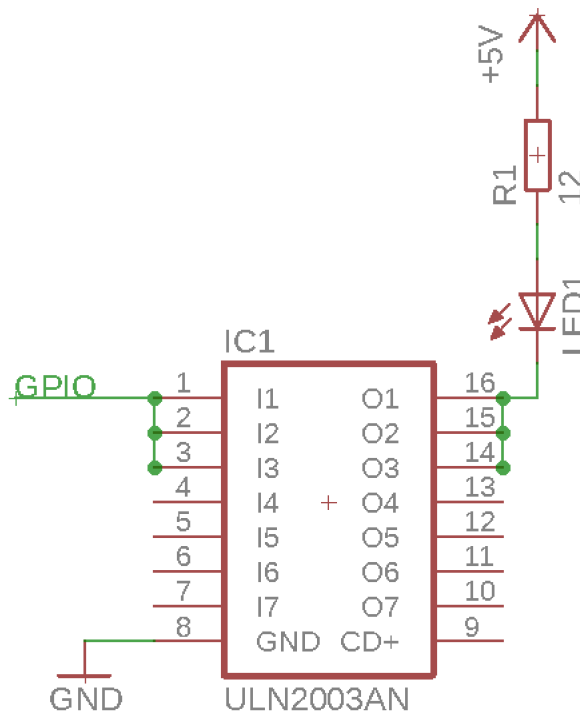 +5V
R1
12
LED1
IC1
GPIO
1 I1 O1 16
2 I2 O2 15
3 I3 O3 14
4 I4 O4 13
5 I5 O5 12
6 I6 O6 11
7 I7 O7 10
8 GND CD+ 9
GND
ULN2003AN